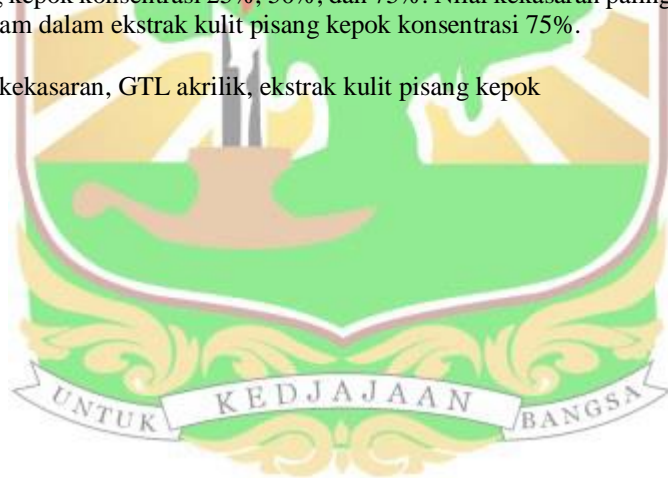 kepok konsentrasi 25%, 50%, dan 75%. Nilai kekasaran paling
dalam ekstrak kulit pisang kepok konsentrasi 75%.
kekasaran, GTL akrilik, ekstrak kulit pisang kepok
UNTUK KEDJAJAAN BANGSA